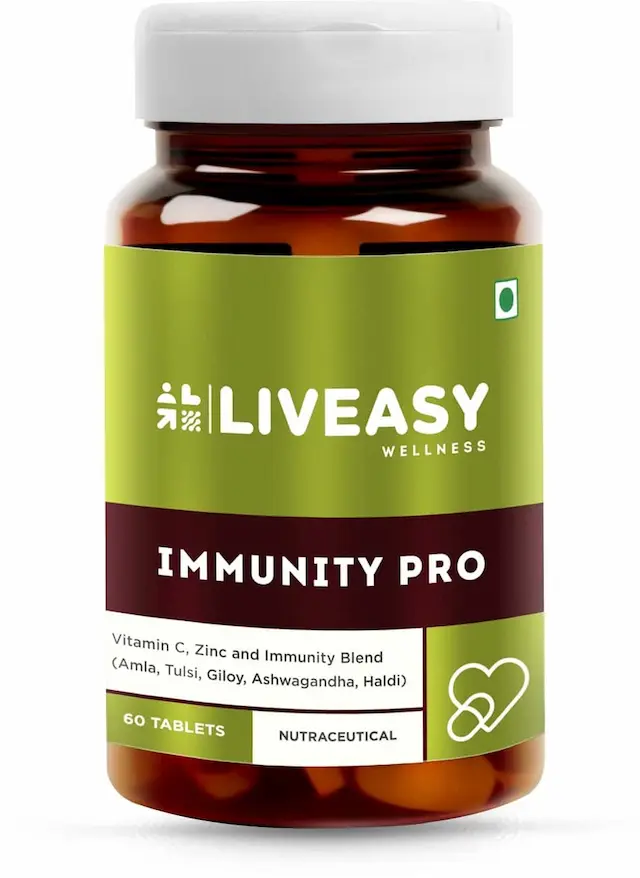 LIVEASY
WELLNESS
IMMUNITY PRO
Vitamin C, Zinc and Immunity Blend
(Amla, Tulsi, Giloy, Ashwagandha, Haldi)
60 TABLETS
NUTRACEUTICAL